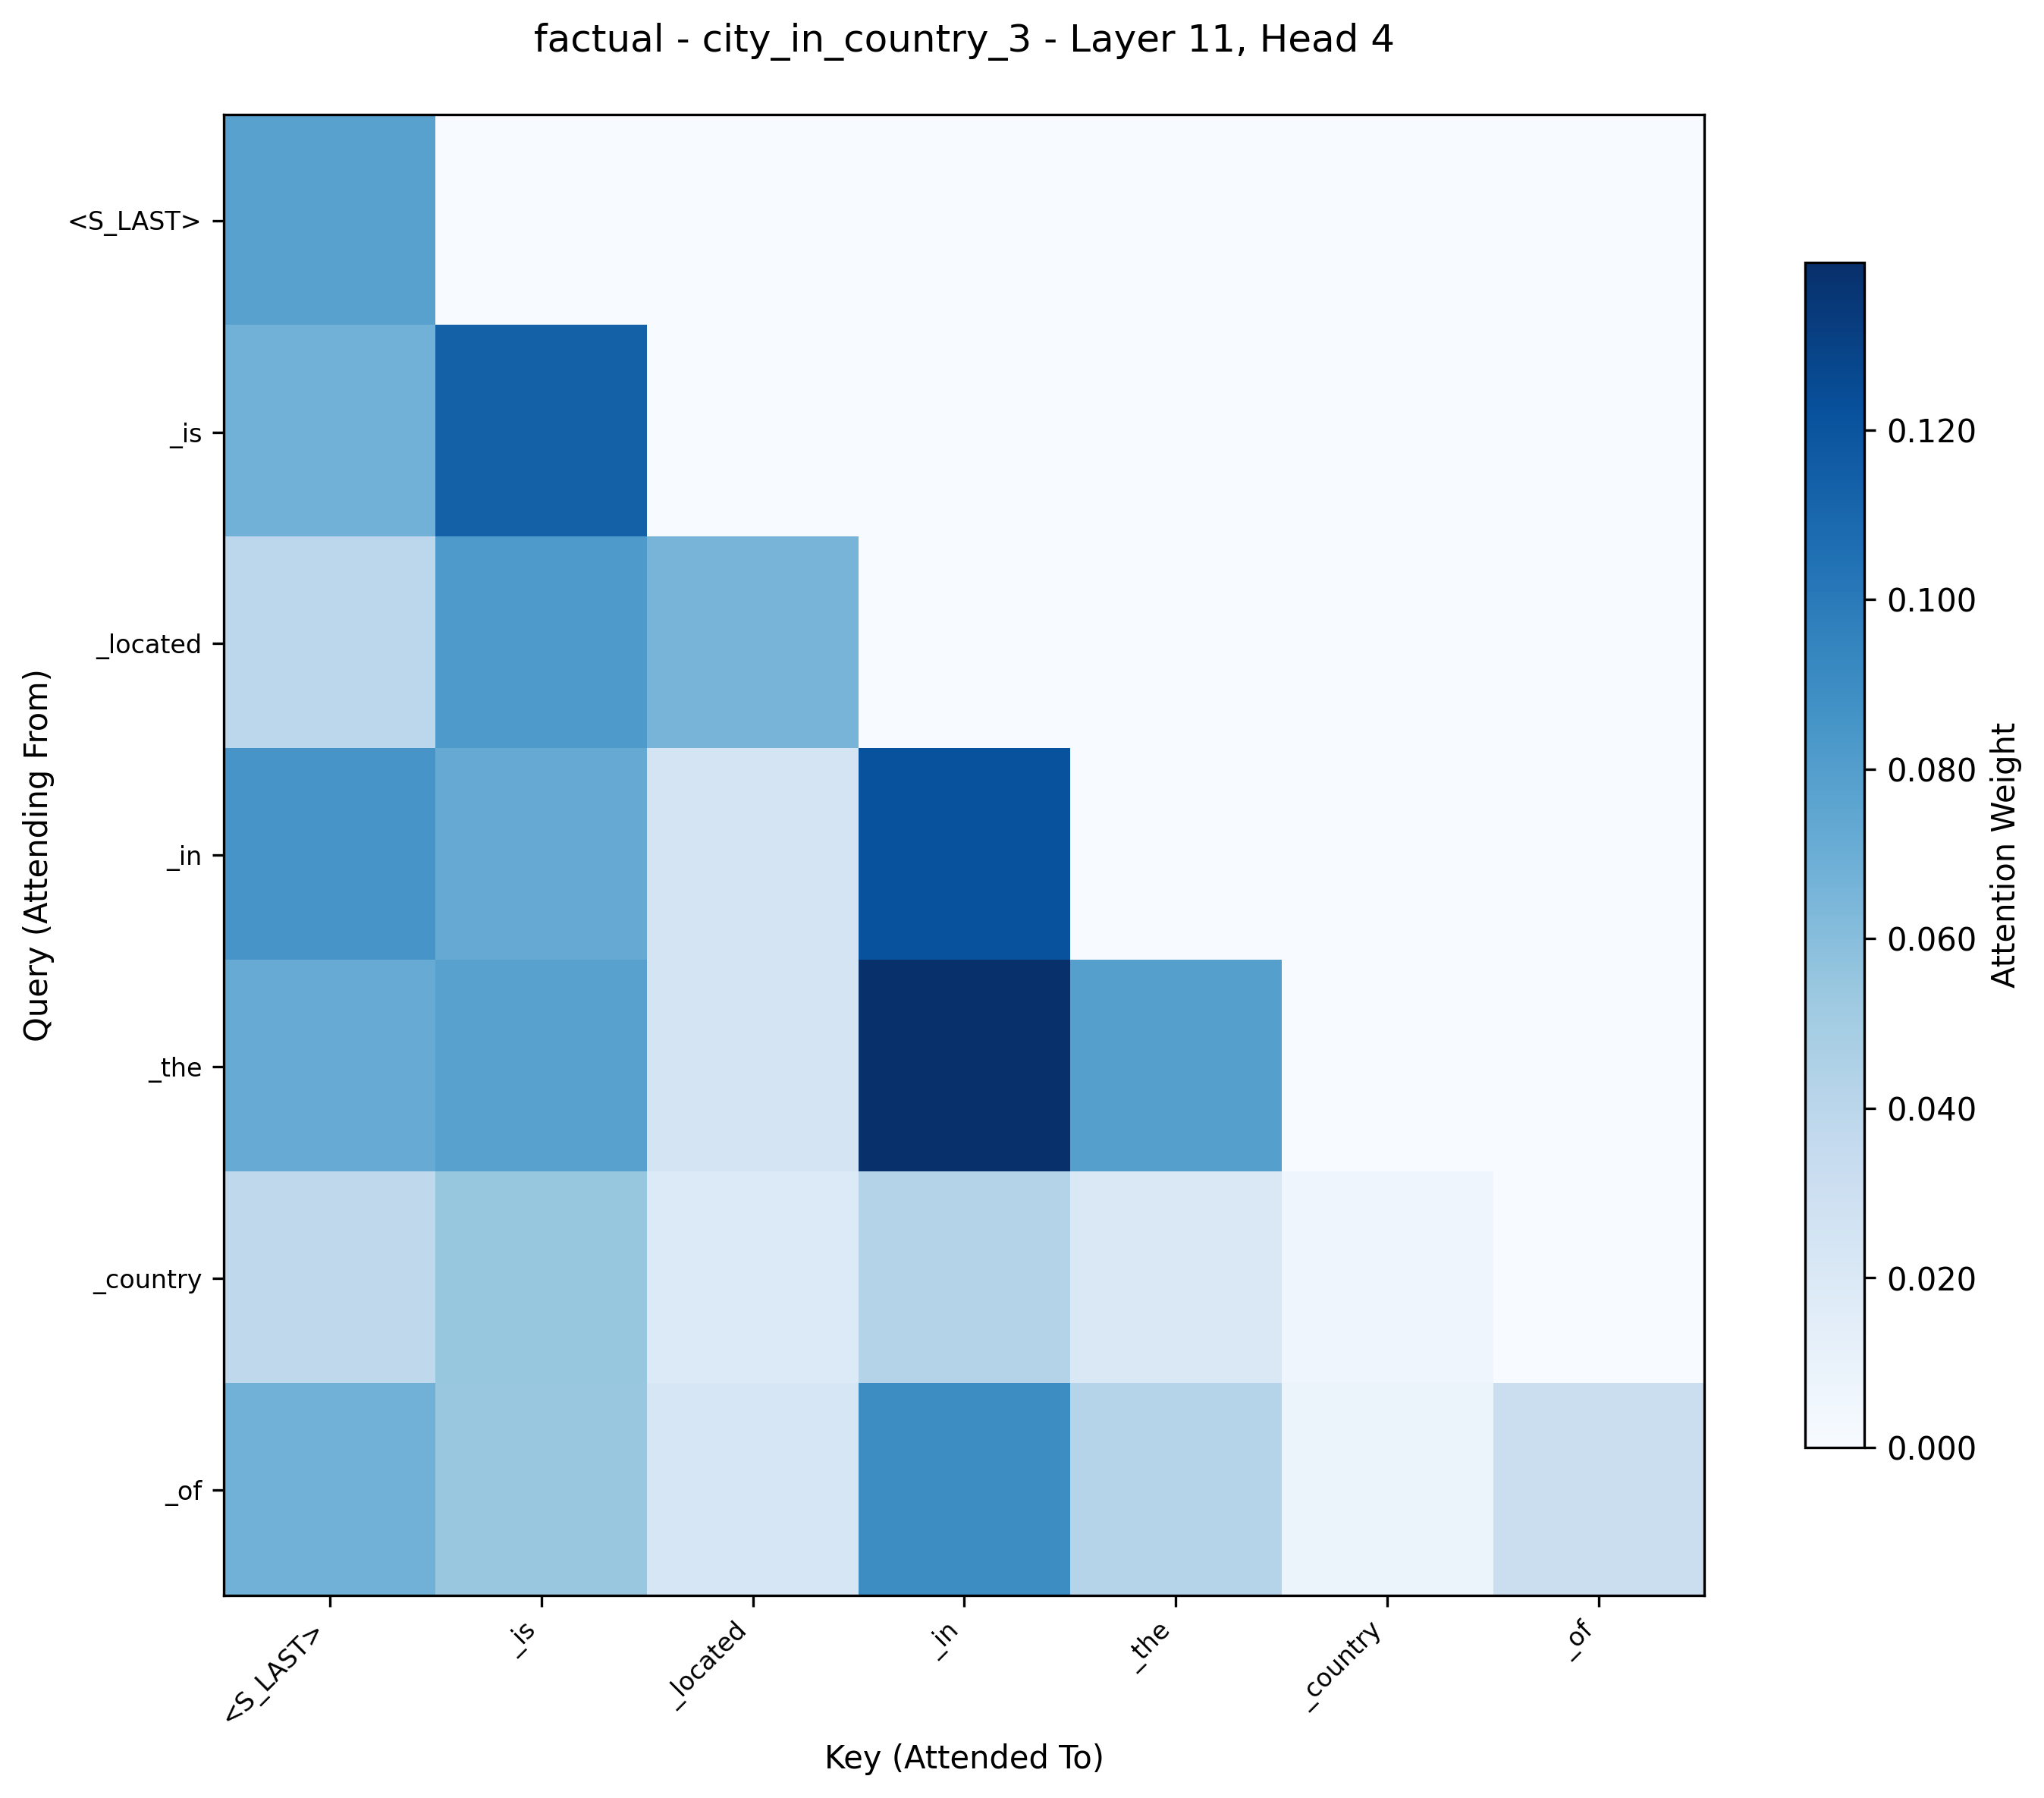 factual - city_in_country_3 - Layer 11, Head 4
Query (Attending From)
<S_LAST>
_is
_located
_in
_the
_country
_of
<S_LAST>
_is
_located
_in
_the
_country
_of
Key (Attended To)
0.120
0.100
0.080
0.060
0.040
0.020
0.000
Attention Weight